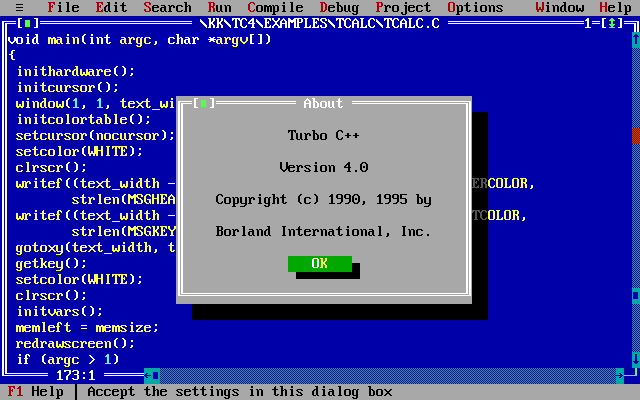 ≡ File Edit Search Run Compile Debug Project Options Window Help
\KK\TC4\EXAMPLES\TCALC\TCALC.C 1
void main(int argc, char *argv[])
{
inithardware();
initcursor();
window(1, 1, text_wi
initcolortable();
setcursor(nocursor);
setcolor(WHITE);
clrscr();
writef((text_width - ERCOLOR,
strlen(MSGHEA
writef((text_width - TCOLOR,
strlen(MSGKEY
gotoxy(text_width, t
getkey();
setcolor(WHITE);
clrscr();
initvars();
memleft = memsize;
redrawscreen();
if (argc > 1)
173:1
About
Turbo C++
Version 4.0
Copyright (c) 1990, 1995 by
Borland International, Inc.
OK
F1 Help | Accept the settings in this dialog box